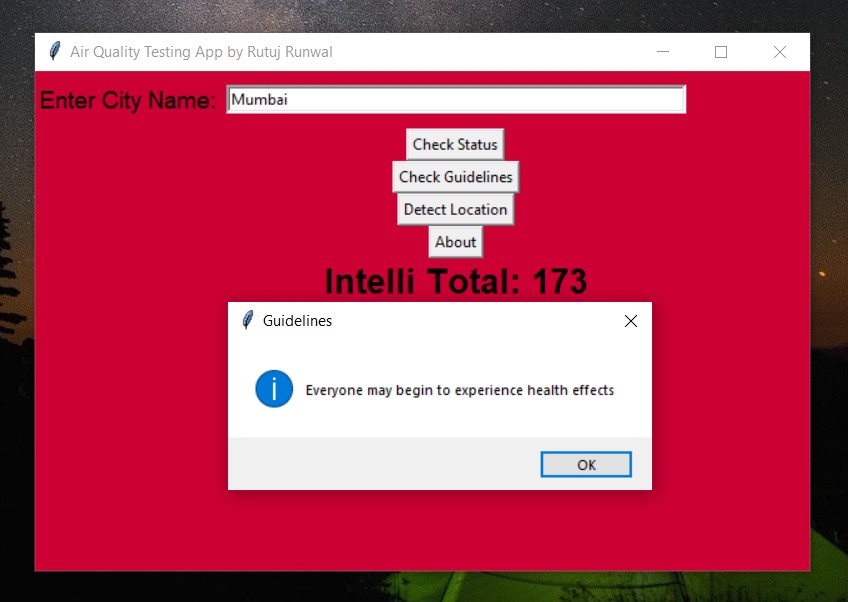 Air Quality Testing App by Rutuj Runwal
Enter City Name: Mumbai
Check Status
Check Guidelines
Detect Location
About
Intelli Total: 173
Guidelines
i
Everyone may begin to experience health effects
OK